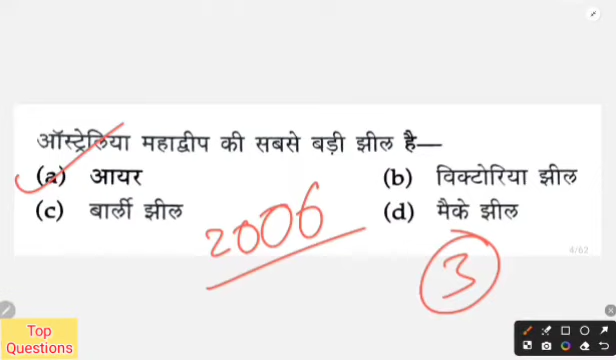 ऑस्ट्रेलिया महाद्वीप की सबसे बड़ी झील है—
(a) आयर (b) विक्टोरिया झील
(c) बार्ली झील (d) मैके झील
2006
3
4/62
Top
Questions